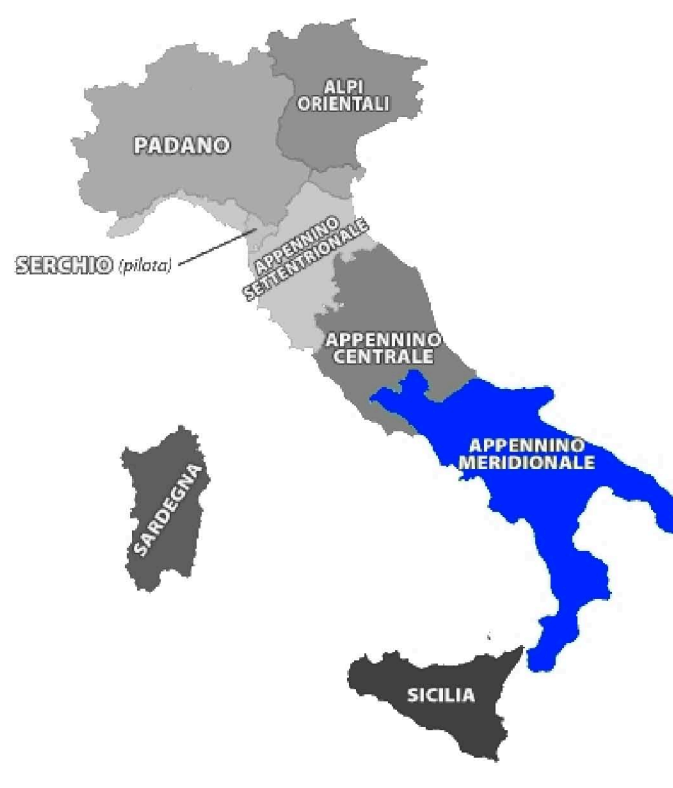 ALPI
ORIENTALI
PADANO
SERCHIO (pilota)
APPENNINO
SETTENTRIONALE
APPENNINO
CENTRALE
APPENNINO
MERIDIONALE
SARDEGNA
SICILIA